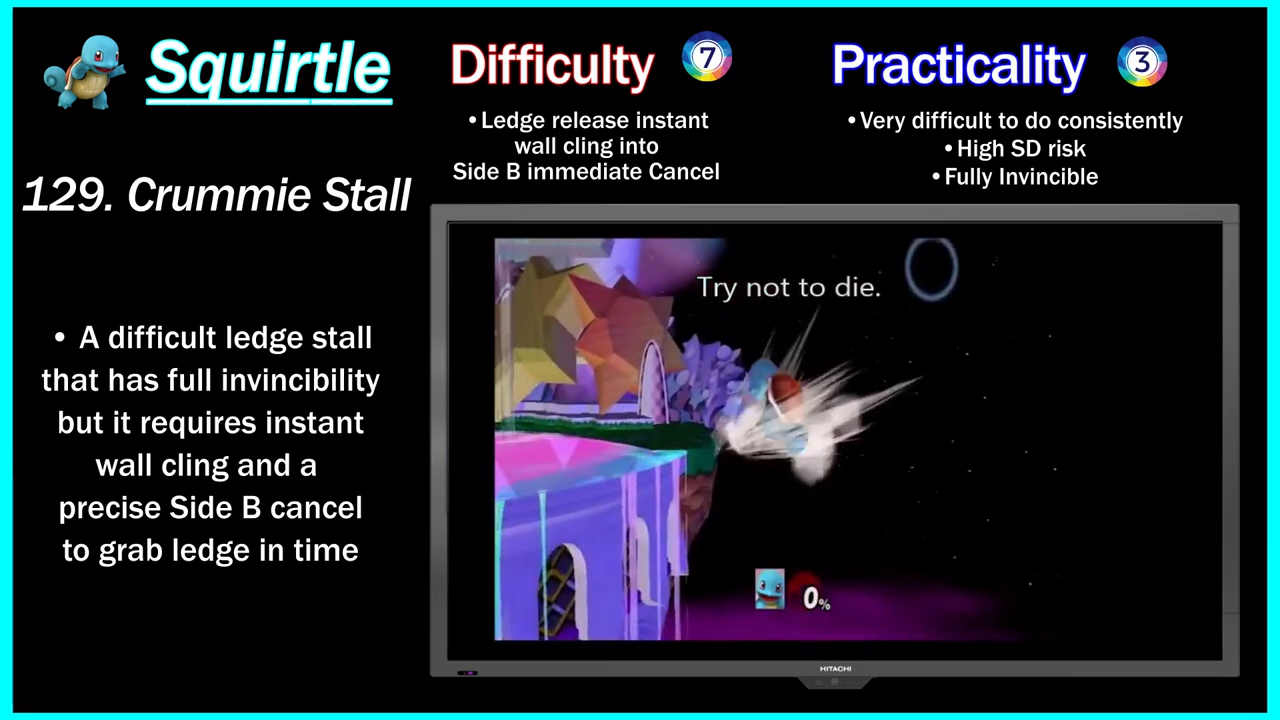 Squirtle
Difficulty
7
Practicality
3
• Ledge release instant
wall cling into
Side B immediate Cancel
• Very difficult to do consistently
• High SD risk
• Fully Invincible
129. Crummie Stall
• A difficult ledge stall
that has full invincibility
but it requires instant
wall cling and a
precise Side B cancel
to grab ledge in time
Try not to die.
0%
HITACHI